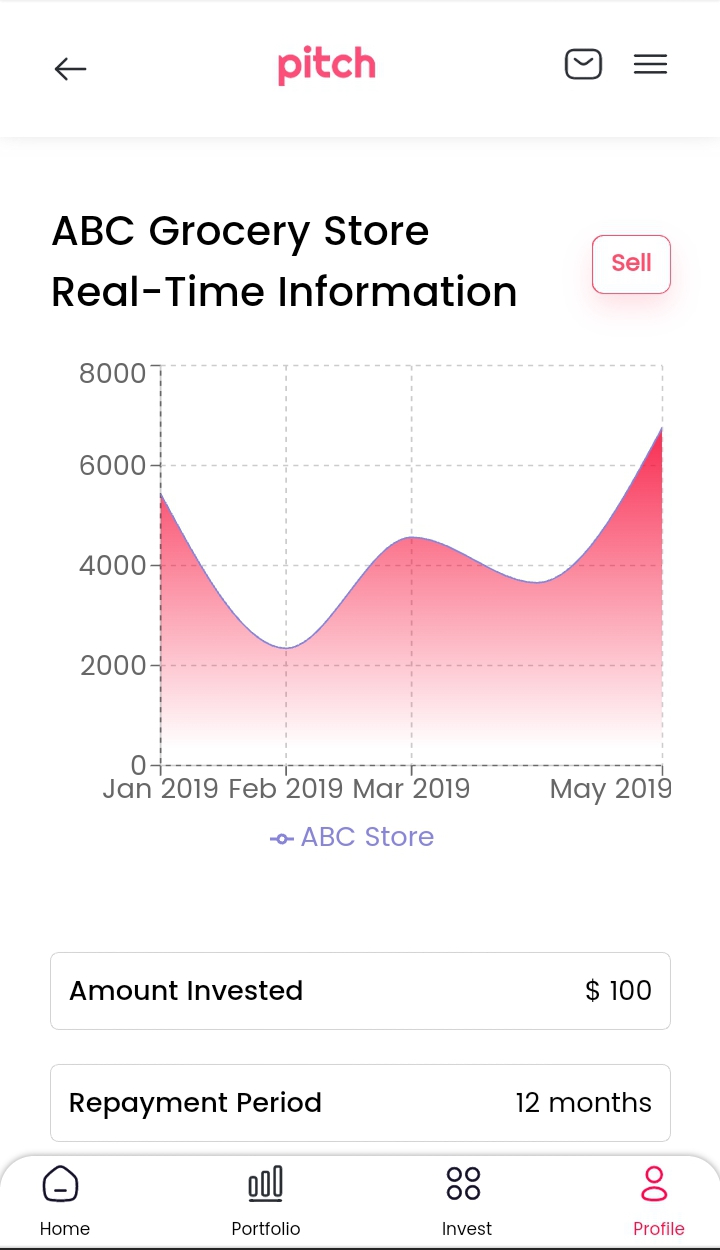 pitch
ABC Grocery Store
Real-Time Information
Sell
8000
6000
4000
2000
0
Jan 2019 Feb 2019 Mar 2019 May 2019
ABC Store
Amount Invested $ 100
Repayment Period 12 months
Home Portfolio Invest Profile